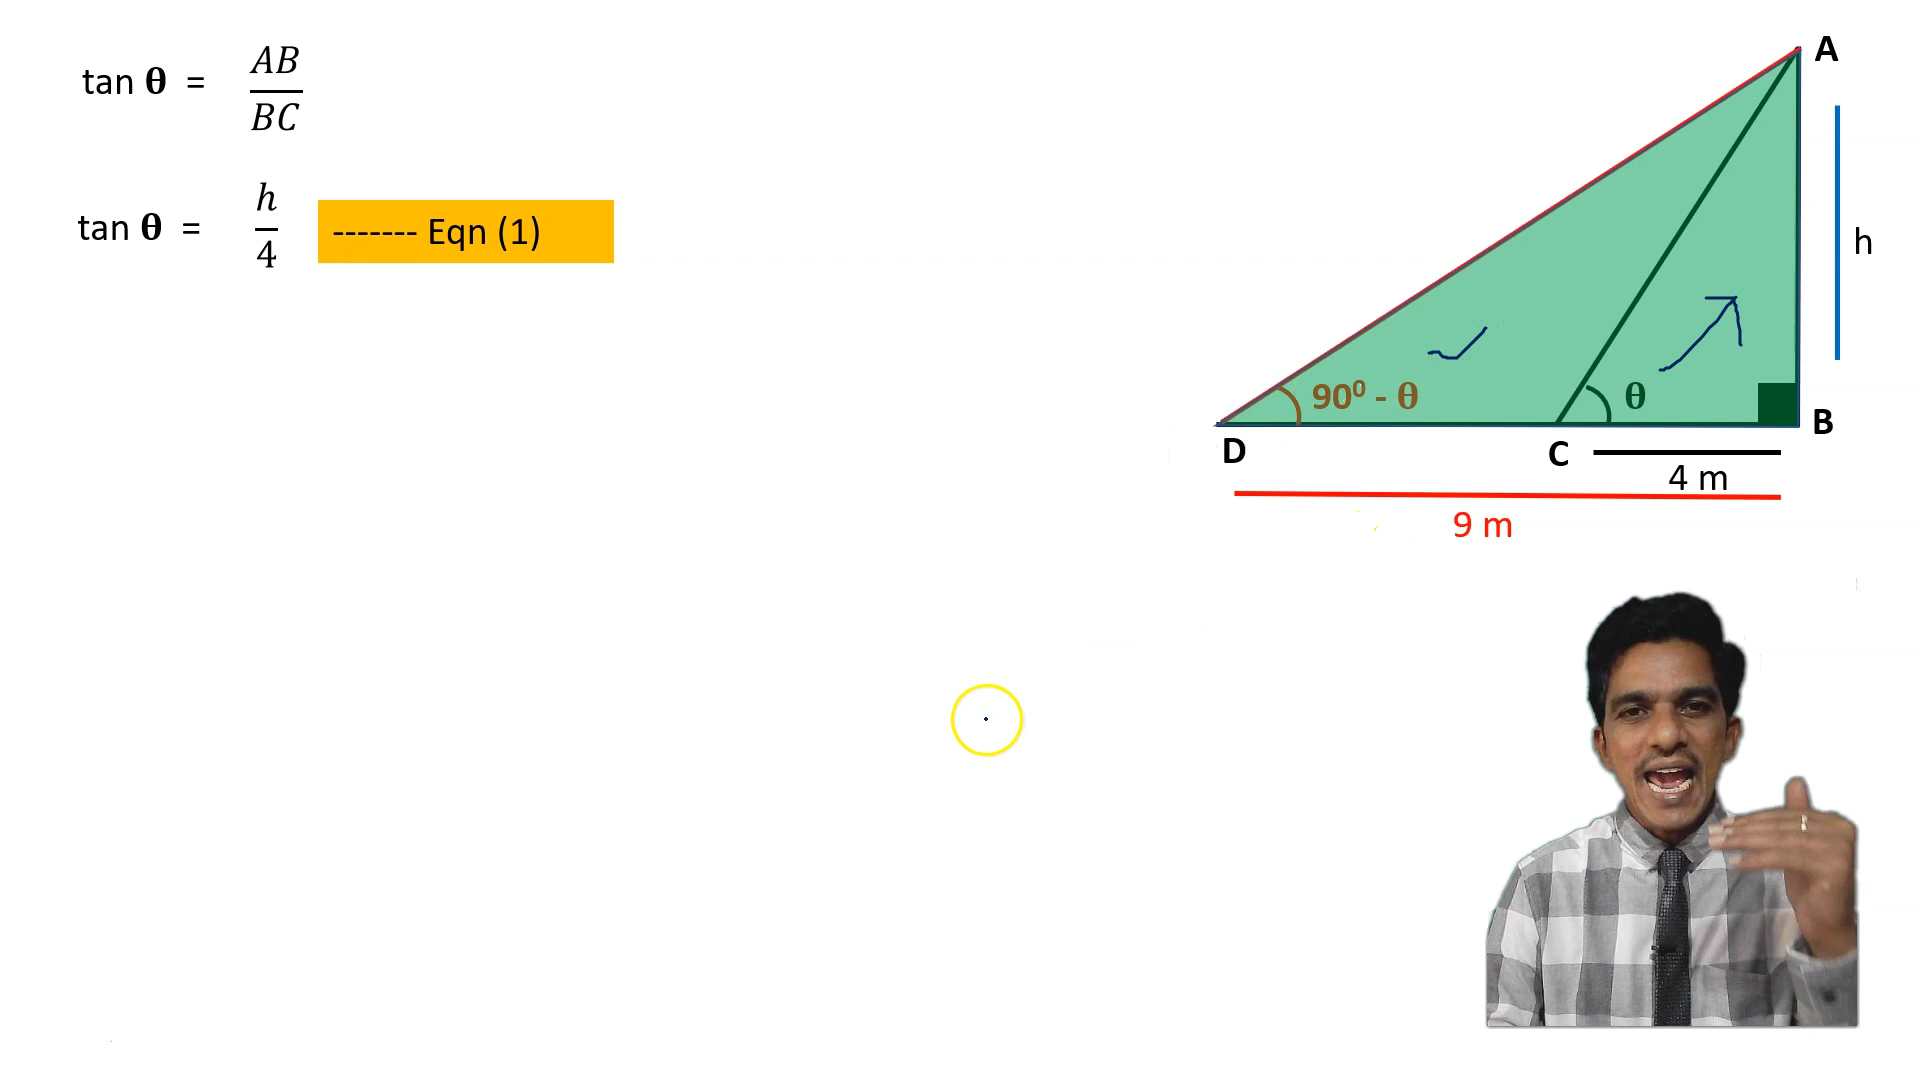 tan θ = AB/BC
tan θ = h/4 ------- Eqn (1)
A
h
90⁰ - θ
θ
B
D
C
4 m
9 m